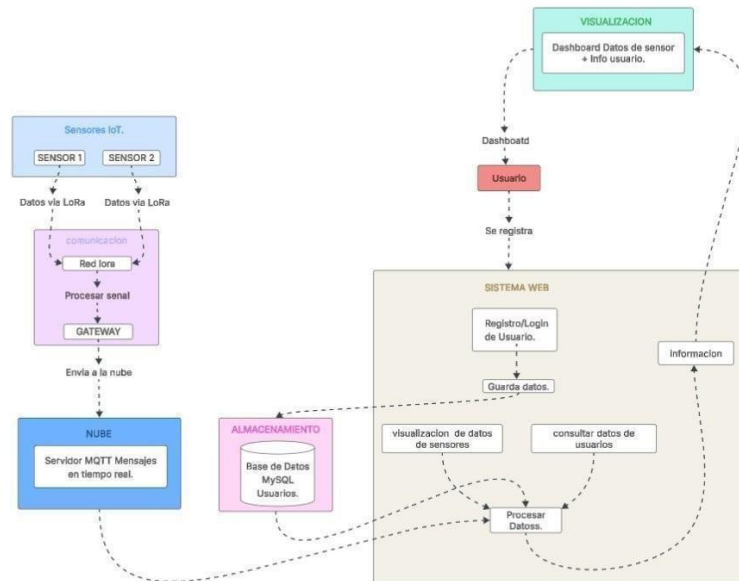 VISUALIZACION
Dashboard Datos de sensor
+ Info usuario.
Sensores IoT.
SENSOR 1
SENSOR 2
Datos via LoRa
Datos via LoRa
comunicacion
Red lora
Procesar senal
GATEWAY
Envia a la nube
NUBE
Servidor MQTT Mensajes
en tiempo real.
Dashboatd
Usuario
Se registra
SISTEMA WEB
Registro/Login
de Usuario.
Guarda datos.
informacion
ALMACENAMIENTO
Base de Datos
MySQL
Usuarios.
visualizacion de datos
de sensores
consultar datos de
usuarios
Procesar
Datoss.